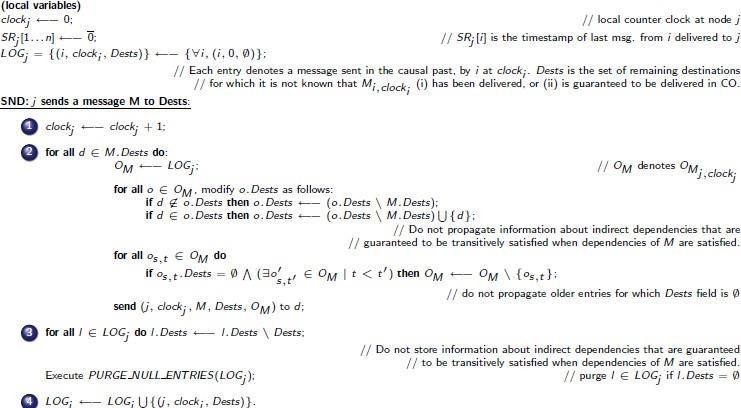 (local variables)
clock_j ⟵ 0; // local counter clock at node j
SR_j[1...n] ⟵ 0̅; // SR_j[i] is the timestamp of last msg. from i delivered to j
LOG_j = {(i, clock_i, Dests)} ⟵ {∀i, (i, 0, ∅)};
// Each entry denotes a message sent in the causal past, by i at clock_i. Dests is the set of remaining destinations
// for which it is not known that M_{i,clock_i} (i) has been delivered, or (ii) is guaranteed to be delivered in CO.
SND: j sends a message M to Dests:
1 clock_j ⟵ clock_j + 1;
2 for all d ∈ M.Dests do:
O_M ⟵ LOG_j; // O_M denotes O_{M_{j,clock_j}}
for all o ∈ O_M, modify o.Dests as follows:
if d ∉ o.Dests then o.Dests ⟵ (o.Dests \ M.Dests);
if d ∈ o.Dests then o.Dests ⟵ (o.Dests \ M.Dests) ⋃{d};
// Do not propagate information about indirect dependencies that are
// guaranteed to be transitively satisfied when dependencies of M are satisfied.
for all o_{s,t} ∈ O_M do
if o_{s,t}.Dests = ∅ ⋀ (∃o'_{s,t'} ∈ O_M | t < t') then O_M ⟵ O_M \ {o_{s,t}};
// do not propagate older entries for which Dests field is ∅
send (j, clock_j, M, Dests, O_M) to d;
3 for all l ∈ LOG_j do l.Dests ⟵ l.Dests \ Dests;
// Do not store information about indirect dependencies that are guaranteed
// to be transitively satisfied when dependencies of M are satisfied.
Execute PURGE_NULL_ENTRIES(LOG_j); // purge l ∈ LOG_j if l.Dests = ∅
4 LOG_j ⟵ LOG_j ⋃{(j, clock_j, Dests)}.